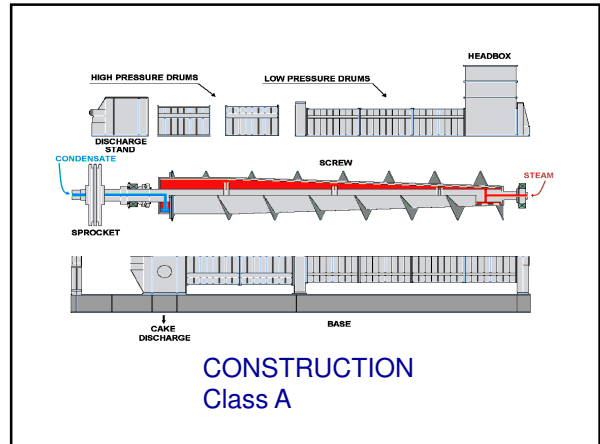 HEADBOX
HIGH PRESSURE DRUMS
LOW PRESSURE DRUMS
DISCHARGE
STAND
CONDENSATE
SCREW
STEAM
SPROCKET
CAKE
DISCHARGE
BASE
CONSTRUCTION
Class A